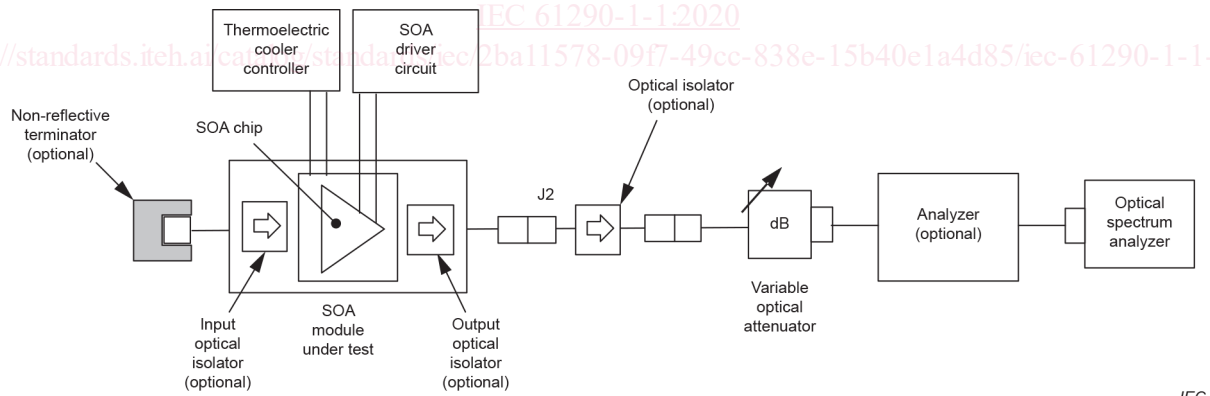 IEC 61290-1-1:2020
//standards.iteh.ai/catalog/standards/iec/2ba11578-09f7-49cc-838e-15b40e1a4d85/iec-61290-1-1-
Thermoelectric
cooler
controller
SOA
driver
circuit
Non-reflective
terminator
(optional)
SOA chip
Optical isolator
(optional)
J2
dB
Analyzer
(optional)
Optical
spectrum
analyzer
Variable
optical
attenuator
Input
optical
isolator
(optional)
SOA
module
under test
Output
optical
isolator
(optional)
IEC